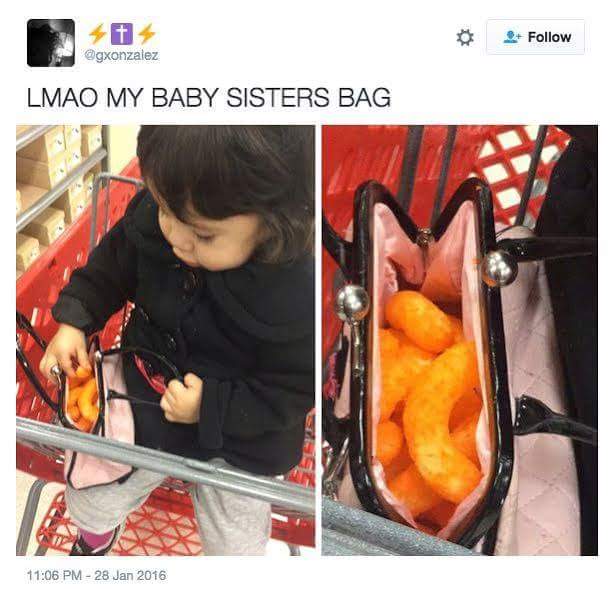 ⚡✝️⚡
@gxonzalez
Follow
LMAO MY BABY SISTERS BAG
11:06 PM - 28 Jan 2016